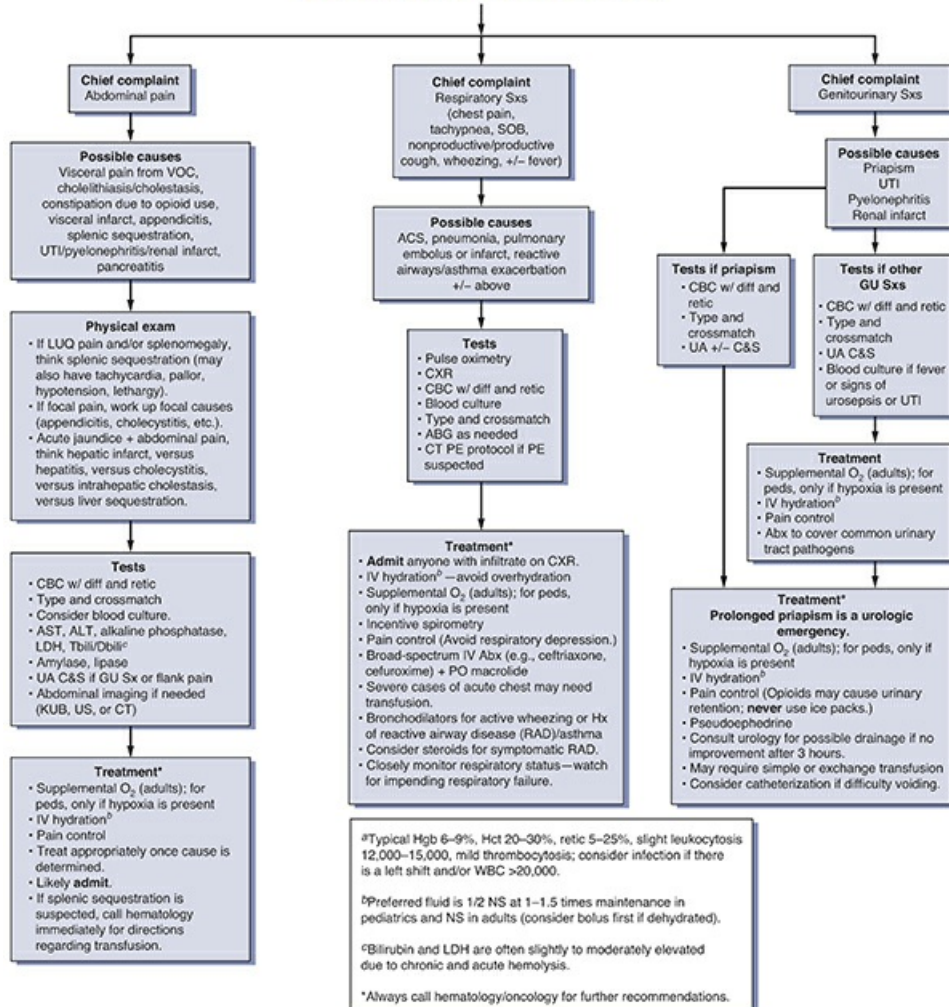 Chief complaint
Abdominal pain
Possible causes
Visceral pain from VOC,
cholelithiasis/cholestasis,
constipation due to opioid use,
visceral infarct, appendicitis,
splenic sequestration,
UTI/pyelonephritis/renal infarct,
pancreatitis
Physical exam
• If LUQ pain and/or splenomegaly,
think splenic sequestration (may
also have tachycardia, pallor,
hypotension, lethargy).
• If focal pain, work up focal causes
(appendicitis, cholecystitis, etc.).
• Acute jaundice + abdominal pain,
think hepatic infarct, versus
hepatitis, versus cholecystitis,
versus intrahepatic cholestasis,
versus liver sequestration.
Tests
• CBC w/ diff and retic
• Type and crossmatch
• Consider blood culture.
• AST, ALT, alkaline phosphatase,
LDH, Tbili/Dbiliᶜ
• Amylase, lipase
• UA C&S if GU Sx or flank pain
• Abdominal imaging if needed
(KUB, US, or CT)
Treatment*
• Supplemental O₂ (adults); for
peds, only if hypoxia is present
• IV hydrationᵇ
• Pain control
• Treat appropriately once cause is
determined.
• Likely admit.
• If splenic sequestration is
suspected, call hematology
immediately for directions
regarding transfusion.
Chief complaint
Respiratory Sxs
(chest pain,
tachypnea, SOB,
nonproductive/productive
cough, wheezing, +/− fever)
Possible causes
ACS, pneumonia, pulmonary
embolus or infarct, reactive
airways/asthma exacerbation
+/− above
Tests
• Pulse oximetry
• CXR
• CBC w/ diff and retic
• Blood culture
• Type and crossmatch
• ABG as needed
• CT PE protocol if PE
suspected
Treatment*
• Admit anyone with infiltrate on CXR.
• IV hydrationᵇ—avoid overhydration
• Supplemental O₂ (adults); for peds,
only if hypoxia is present
• Incentive spirometry
• Pain control (Avoid respiratory depression.)
• Broad-spectrum IV Abx (e.g., ceftriaxone,
cefuroxime) + PO macrolide
• Severe cases of acute chest may need
transfusion.
• Bronchodilators for active wheezing or Hx
of reactive airway disease (RAD)/asthma
• Consider steroids for symptomatic RAD.
• Closely monitor respiratory status—watch
for impending respiratory failure.
Chief complaint
Genitourinary Sxs
Possible causes
Priapism
UTI
Pyelonephritis
Renal infarct
Tests if priapism
• CBC w/ diff and
retic
• Type and
crossmatch
• UA +/− C&S
Tests if other
GU Sxs
• CBC w/ diff and retic
• Type and
crossmatch
• UA C&S
• Blood culture if fever
or signs of
urosepsis or UTI
Treatment
• Supplemental O₂ (adults); for
peds, only if hypoxia is present
• IV hydrationᵇ
• Pain control
• Abx to cover common urinary
tract pathogens
Treatment*
Prolonged priapism is a urologic
emergency.
• Supplemental O₂ (adults); for peds, only if
hypoxia is present
• IV hydrationᵇ
• Pain control (Opioids may cause urinary
retention; never use ice packs.)
• Pseudoephedrine
• Consult urology for possible drainage if no
improvement after 3 hours.
• May require simple or exchange transfusion
• Consider catheterization if difficulty voiding.
ᵃTypical Hgb 6–9%, Hct 20–30%, retic 5–25%, slight leukocytosis
12,000–15,000, mild thrombocytosis; consider infection if there
is a left shift and/or WBC >20,000.
ᵇPreferred fluid is 1/2 NS at 1–1.5 times maintenance in
pediatrics and NS in adults (consider bolus first if dehydrated).
ᶜBilirubin and LDH are often slightly to moderately elevated
due to chronic and acute hemolysis.
*Always call hematology/oncology for further recommendations.